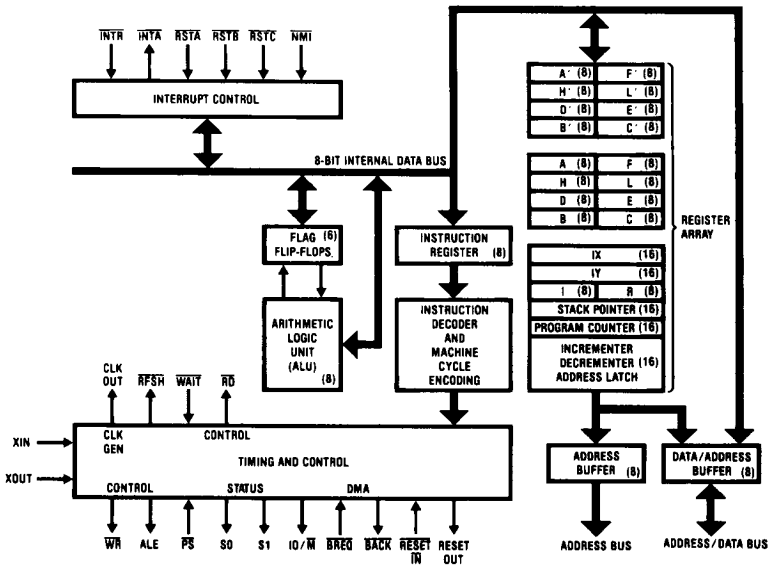 INTR INTA RSTA RSTB RSTC NMI
INTERRUPT CONTROL
8-BIT INTERNAL DATA BUS
A´ (8) F´ (8)
H´ (8) L´ (8)
D´ (8) E´ (8)
B´ (8) C´ (8)
A (8) F (8)
H (8) L (8)
D (8) E (8)
B (8) C (8)
IX (16)
IY (16)
I (8) R (8)
STACK POINTER (16)
PROGRAM COUNTER (16)
INCREMENTER
DECREMENTER (16)
ADDRESS LATCH
REGISTER
ARRAY
FLAG (6)
FLIP-FLOPS
INSTRUCTION
REGISTER (8)
ARITHMETIC
LOGIC
UNIT
(ALU)
(8)
INSTRUCTION
DECODER
AND
MACHINE
CYCLE
ENCODING
CLK
OUT
RFSH WAIT RD
XIN
XOUT
CLK
GEN
CONTROL
TIMING AND CONTROL
CONTROL STATUS DMA
WR ALE PS S0 S1 IO/M BREQ BACK RESET
IN
RESET
OUT
ADDRESS
BUFFER (8)
DATA/ADDRESS
BUFFER (8)
ADDRESS BUS
ADDRESS/DATA BUS